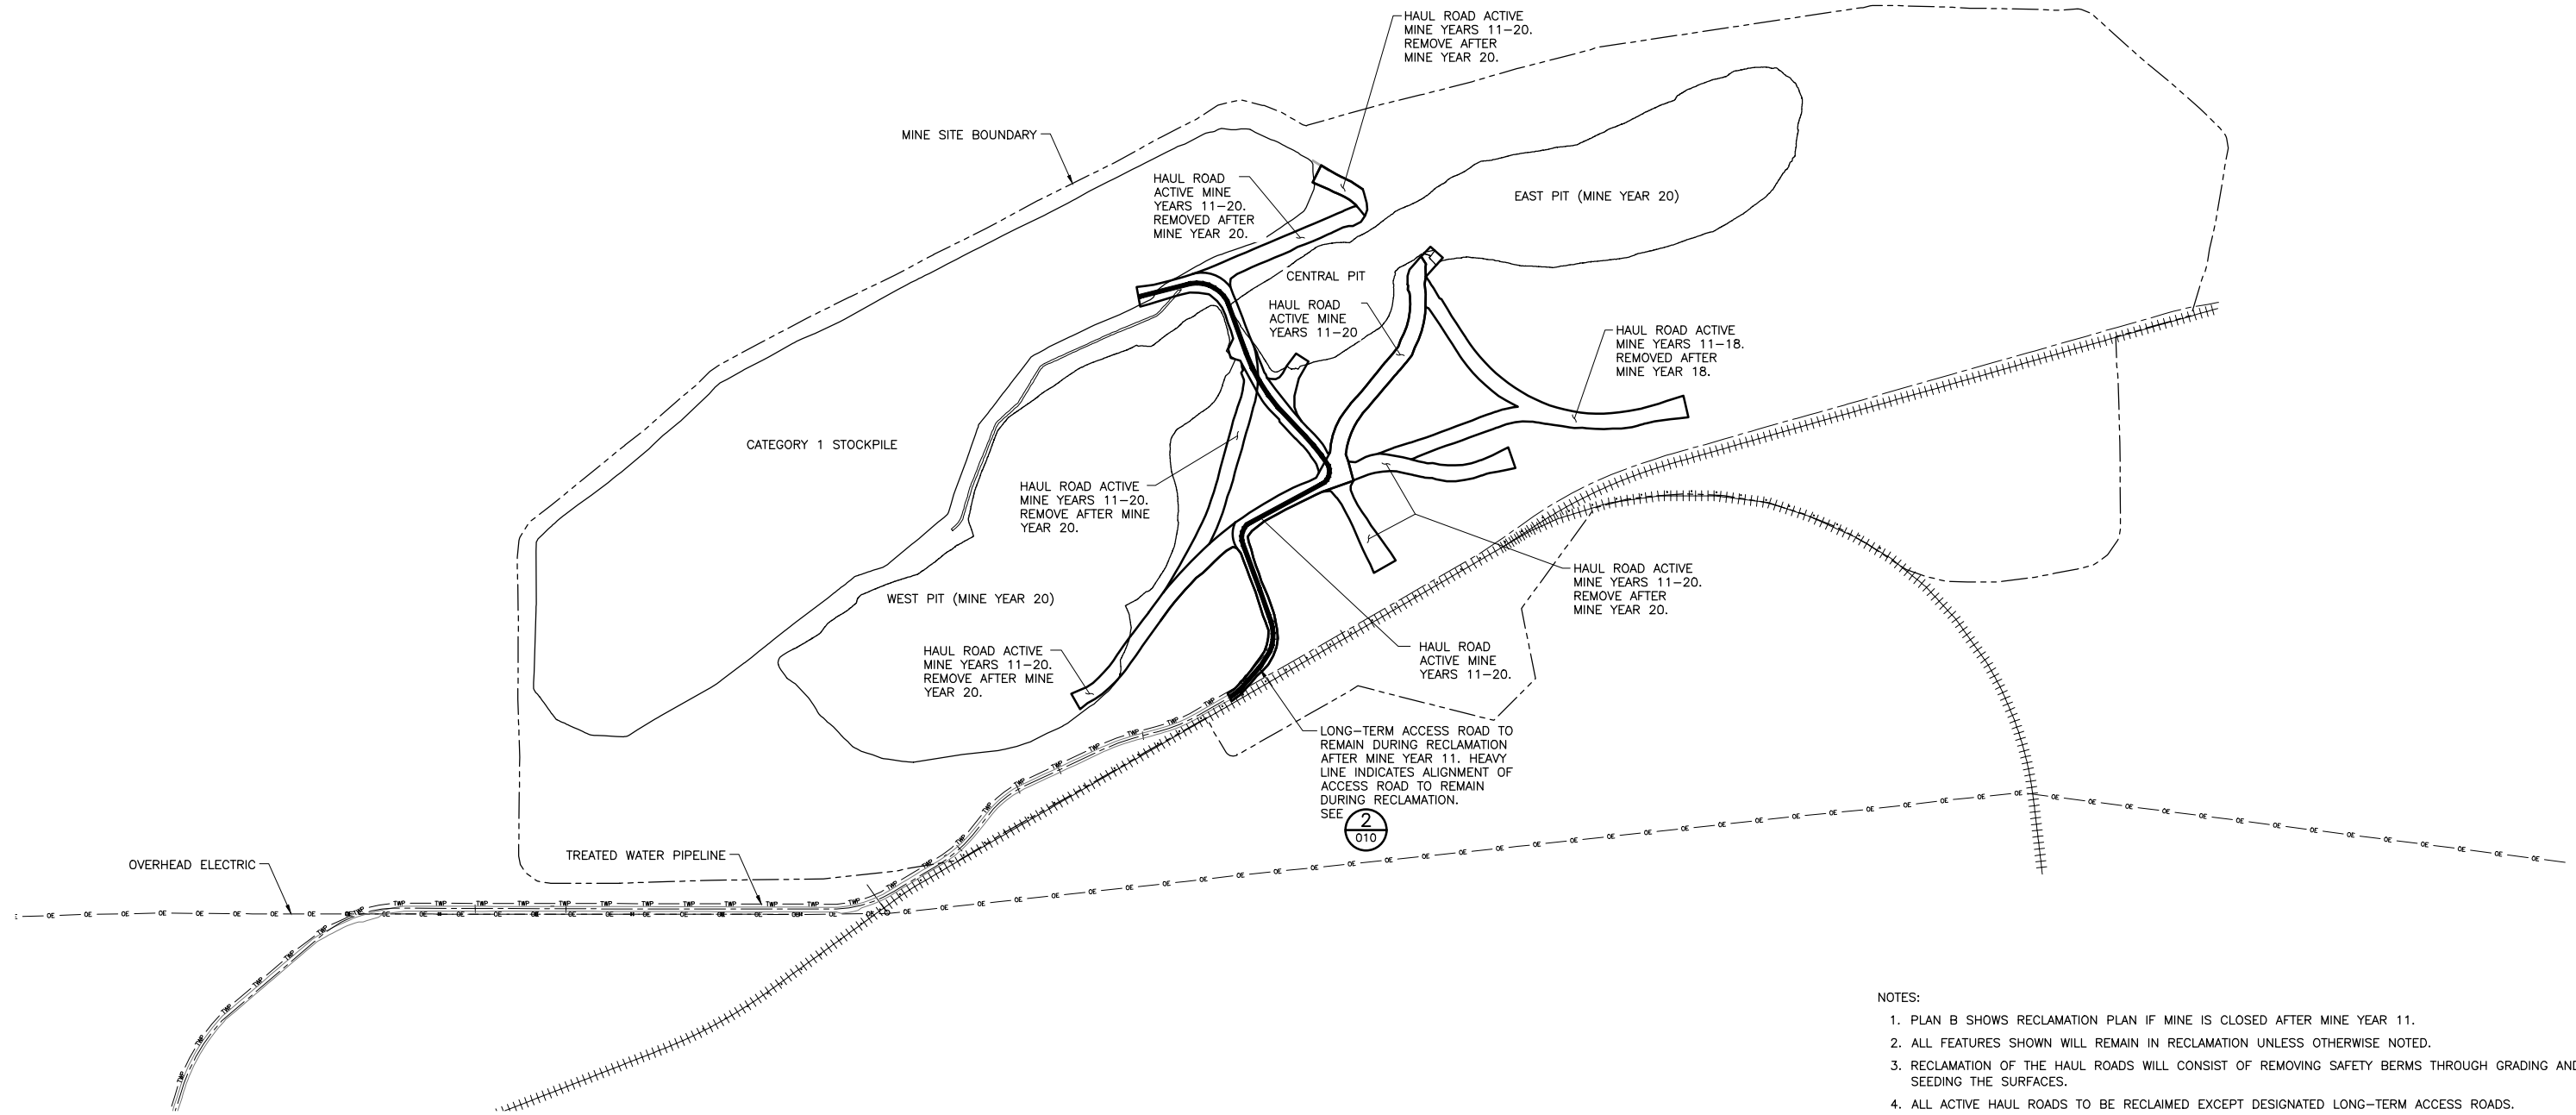 HAUL ROAD ACTIVE
MINE YEARS 11-20.
REMOVE AFTER
MINE YEAR 20.
MINE SITE BOUNDARY
HAUL ROAD
ACTIVE MINE
YEARS 11-20.
REMOVED AFTER
MINE YEAR 20.
EAST PIT (MINE YEAR 20)
CENTRAL PIT
HAUL ROAD
ACTIVE MINE
YEARS 11-20
HAUL ROAD ACTIVE
MINE YEARS 11-18.
REMOVED AFTER
MINE YEAR 18.
CATEGORY 1 STOCKPILE
HAUL ROAD ACTIVE
MINE YEARS 11-20.
REMOVE AFTER MINE
YEAR 20.
HAUL ROAD ACTIVE
MINE YEARS 11-20.
REMOVE AFTER
MINE YEAR 20.
WEST PIT (MINE YEAR 20)
HAUL ROAD ACTIVE
MINE YEARS 11-20.
REMOVE AFTER MINE
YEAR 20.
HAUL ROAD
ACTIVE MINE
YEARS 11-20.
LONG-TERM ACCESS ROAD TO
REMAIN DURING RECLAMATION
AFTER MINE YEAR 11. HEAVY
LINE INDICATES ALIGNMENT OF
ACCESS ROAD TO REMAIN
DURING RECLAMATION.
SEE
2
010
OVERHEAD ELECTRIC
TREATED WATER PIPELINE
OE
TWP
NOTES:
1. PLAN B SHOWS RECLAMATION PLAN IF MINE IS CLOSED AFTER MINE YEAR 11.
2. ALL FEATURES SHOWN WILL REMAIN IN RECLAMATION UNLESS OTHERWISE NOTED.
3. RECLAMATION OF THE HAUL ROADS WILL CONSIST OF REMOVING SAFETY BERMS THROUGH GRADING AND
SEEDING THE SURFACES.
4. ALL ACTIVE HAUL ROADS TO BE RECLAIMED EXCEPT DESIGNATED LONG-TERM ACCESS ROADS.